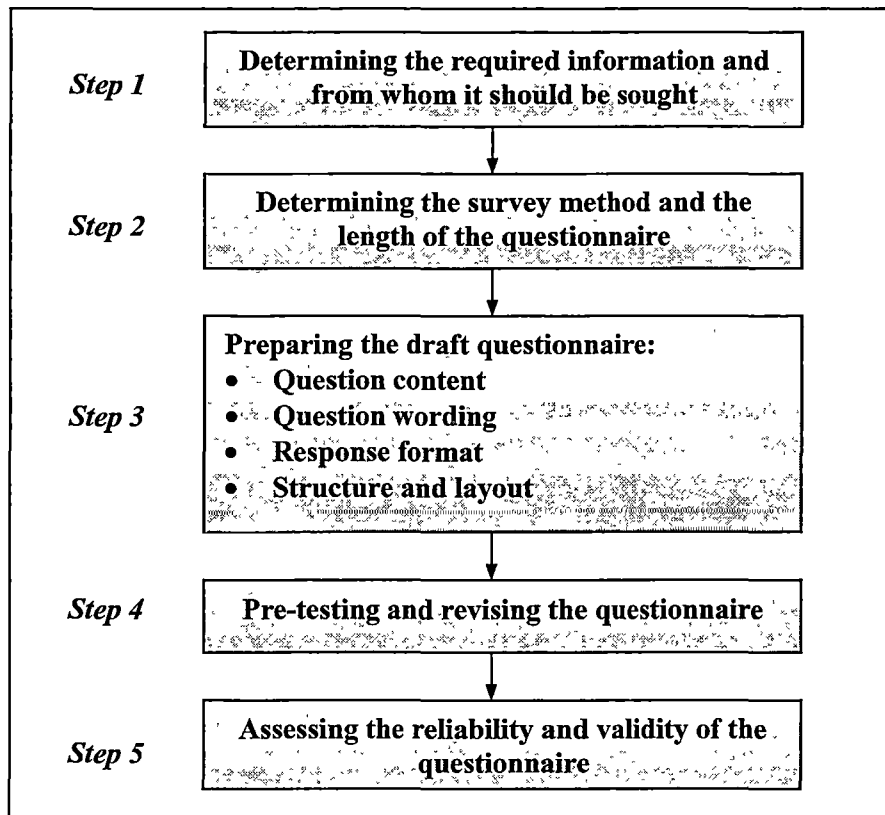 Step 1
Determining the required information and
from whom it should be sought
Step 2
Determining the survey method and the
length of the questionnaire
Step 3
Preparing the draft questionnaire:
• Question content
• Question wording
• Response format
• Structure and layout
Step 4
Pre-testing and revising the questionnaire
Step 5
Assessing the reliability and validity of the
questionnaire